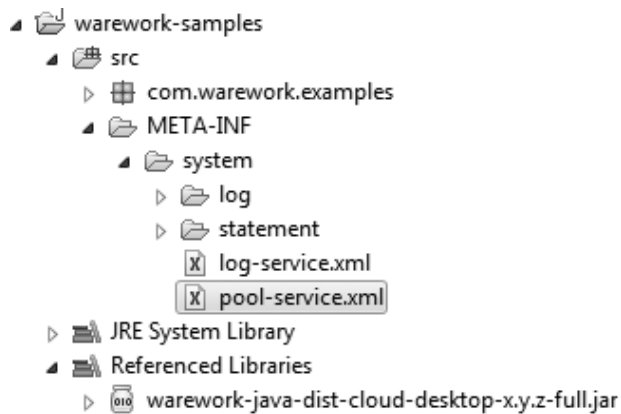 warework-samples
src
com.warework.examples
META-INF
system
log
statement
log-service.xml
pool-service.xml
JRE System Library
Referenced Libraries
warework-java-dist-cloud-desktop-x.y.z-full.jar